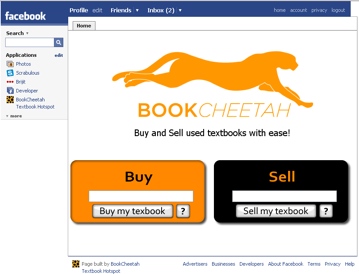 facebook
Profile edit Friends ▼ Inbox (2) ▼ home account privacy logout
Search ▼
Applications edit
Photos
Scrabulous
BnB
Developer
BookCheetah
Textbook Hotspot
▼ more
Home
BOOKCHEETAH
Buy and Sell used textbooks with ease!
Buy
Buy my texbook ?
Sell
Sell my texbook ?
Page built by BookCheetah
Textbook Hotspot
Advertisers Businesses Developers About Facebook Terms Privacy Help